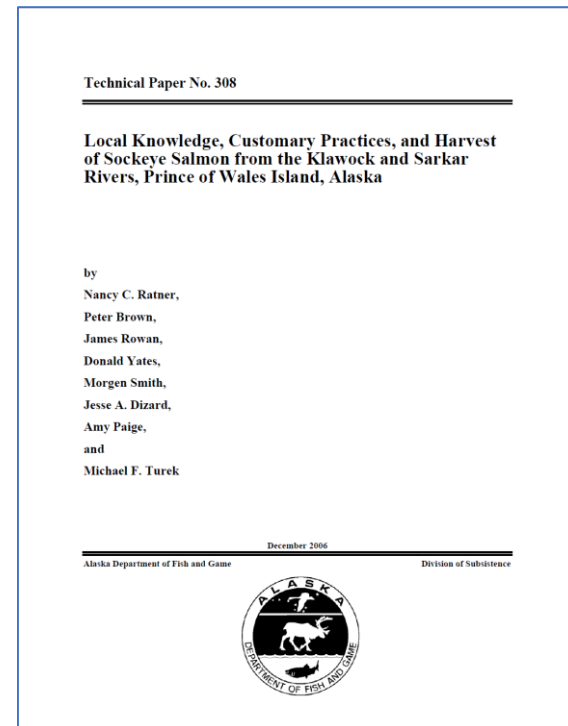 Technical Paper No. 308
Local Knowledge, Customary Practices, and Harvest
of Sockeye Salmon from the Klawock and Sarkar
Rivers, Prince of Wales Island, Alaska
by
Nancy C. Ratner,
Peter Brown,
James Rowan,
Donald Yates,
Morgen Smith,
Jesse A. Dizard,
Amy Paige,
and
Michael F. Turek
December 2006
Alaska Department of Fish and Game Division of Subsistence
ALASKA
DEPARTMENT OF FISH AND GAME